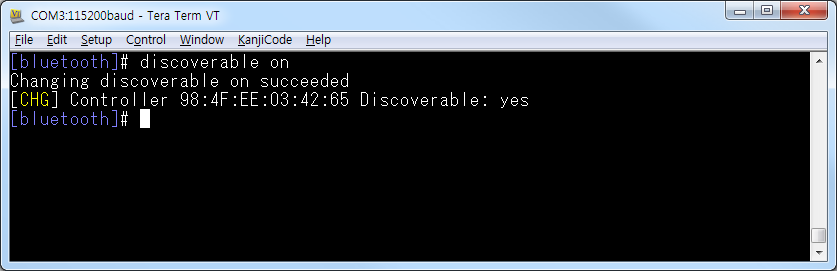 COM3:115200baud - Tera Term VT
File Edit Setup Control Window KanjiCode Help
[bluetooth]# discoverable on
Changing discoverable on succeeded
[CHG] Controller 98:4F:EE:03:42:65 Discoverable: yes
[bluetooth]#